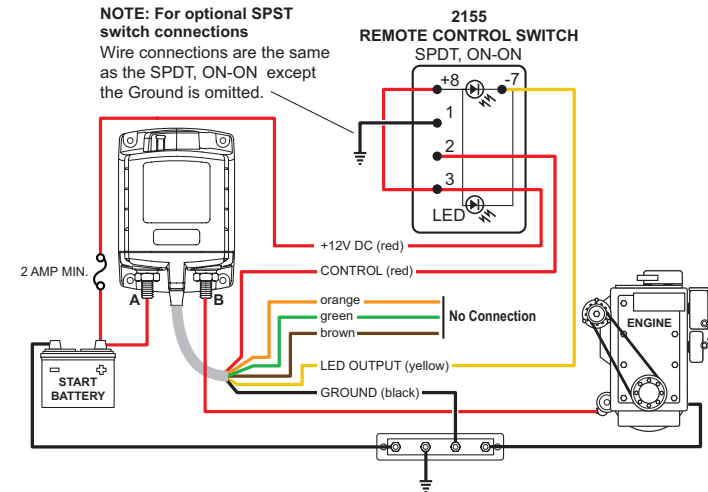 NOTE: For optional SPST
switch connections
Wire connections are the same
as the SPDT, ON-ON except
the Ground is omitted.
2155
REMOTE CONTROL SWITCH
SPDT, ON-ON
+8
-7
1
2
3
LED
+12V DC (red)
2 AMP MIN.
CONTROL (red)
A
B
orange
green
brown
No Connection
ENGINE
LED OUTPUT (yellow)
START
BATTERY
GROUND (black)